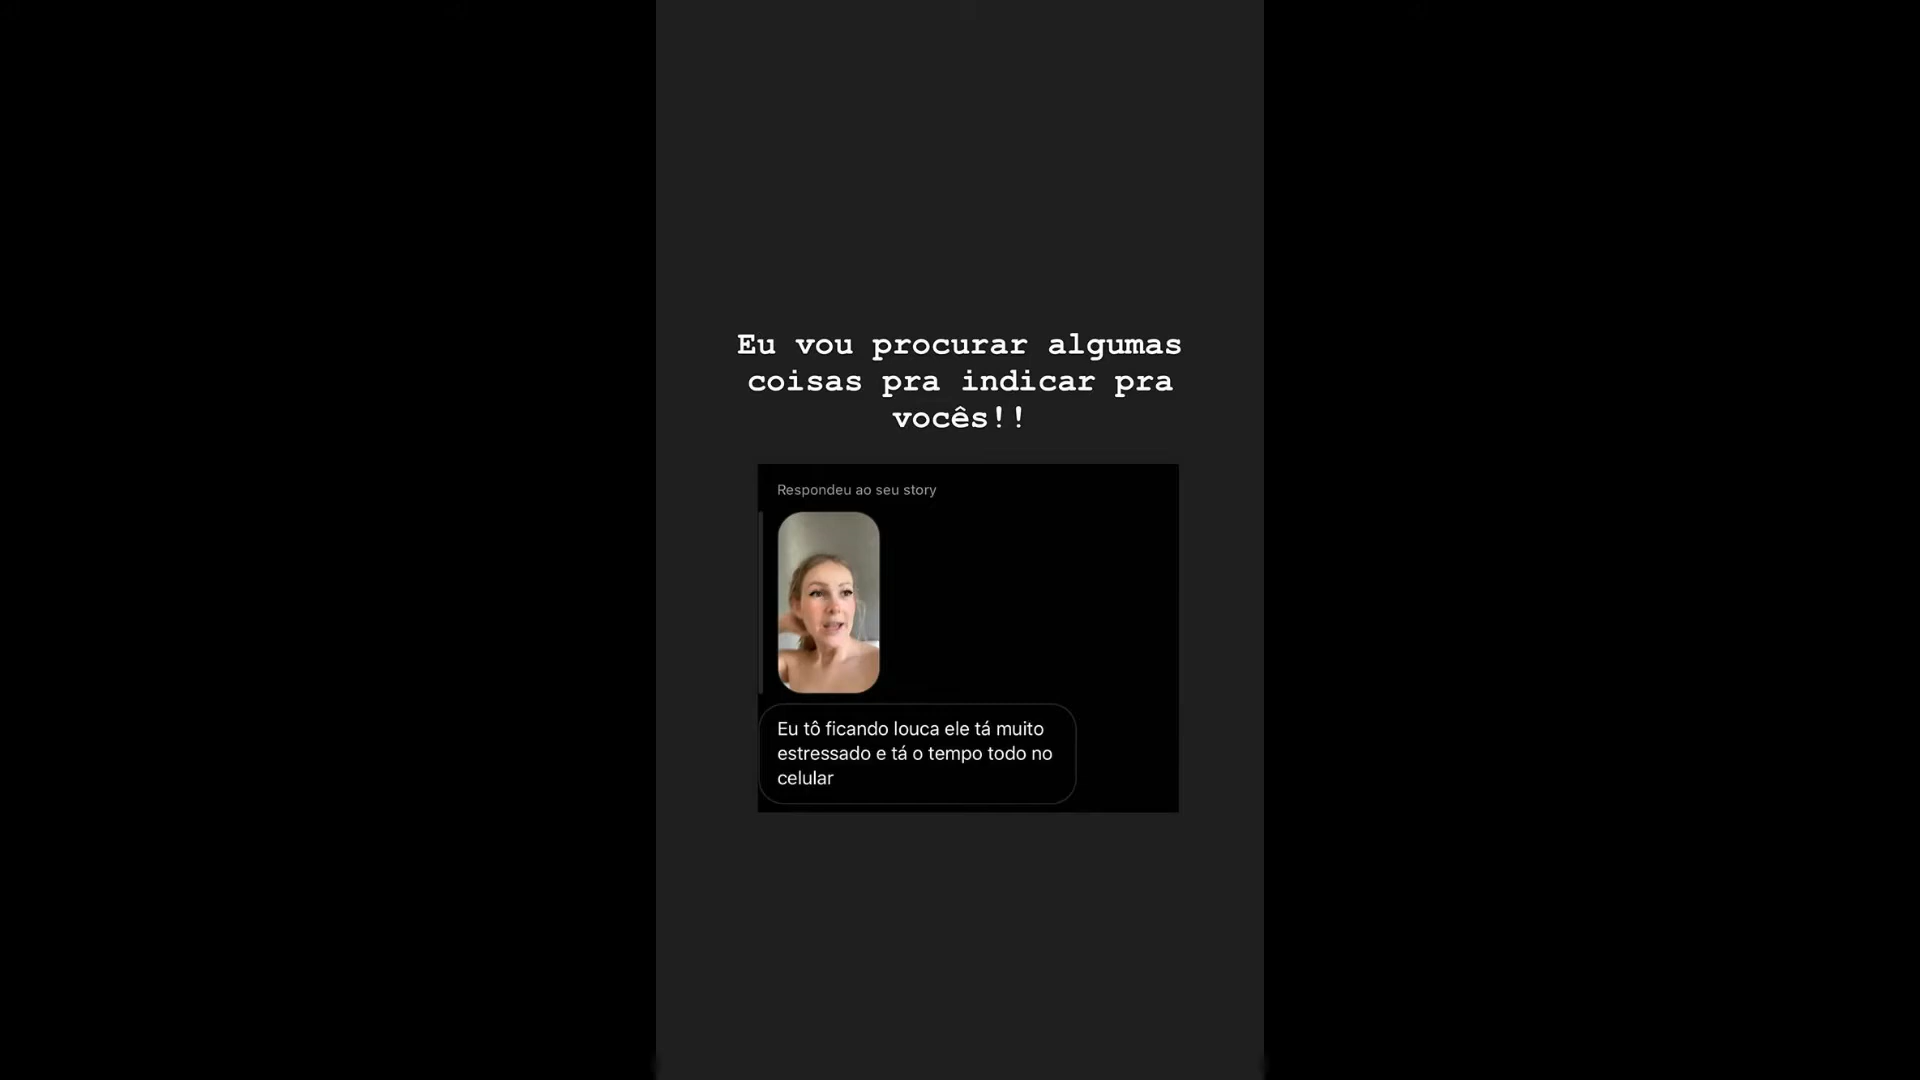 Eu vou procurar algumas
coisas pra indicar pra
vocês!!
Respondeu ao seu story
Eu tô ficando louca ele tá muito
estressado e tá o tempo todo no
celular